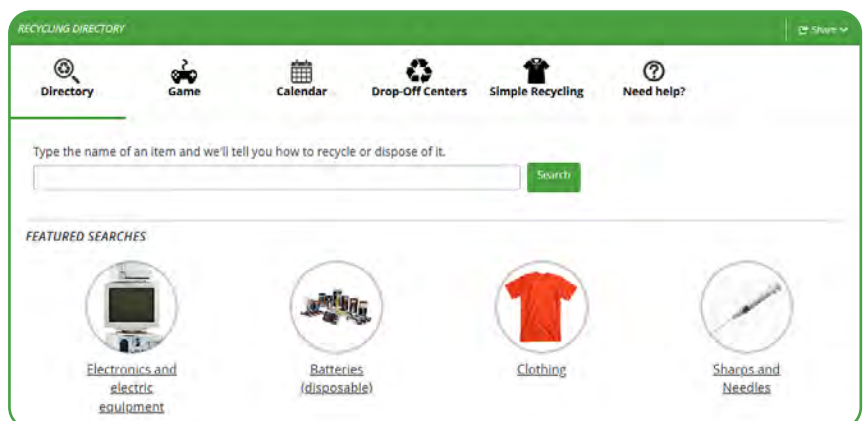 RECYCLING DIRECTORY
Share
Directory
Game
Calendar
Drop-Off Centers
Simple Recycling
Need help?
Type the name of an item and we'll tell you how to recycle or dispose of it.
Search
FEATURED SEARCHES
Electronics and
electric
equipment
Batteries
(disposable)
Clothing
Sharps and
Needles